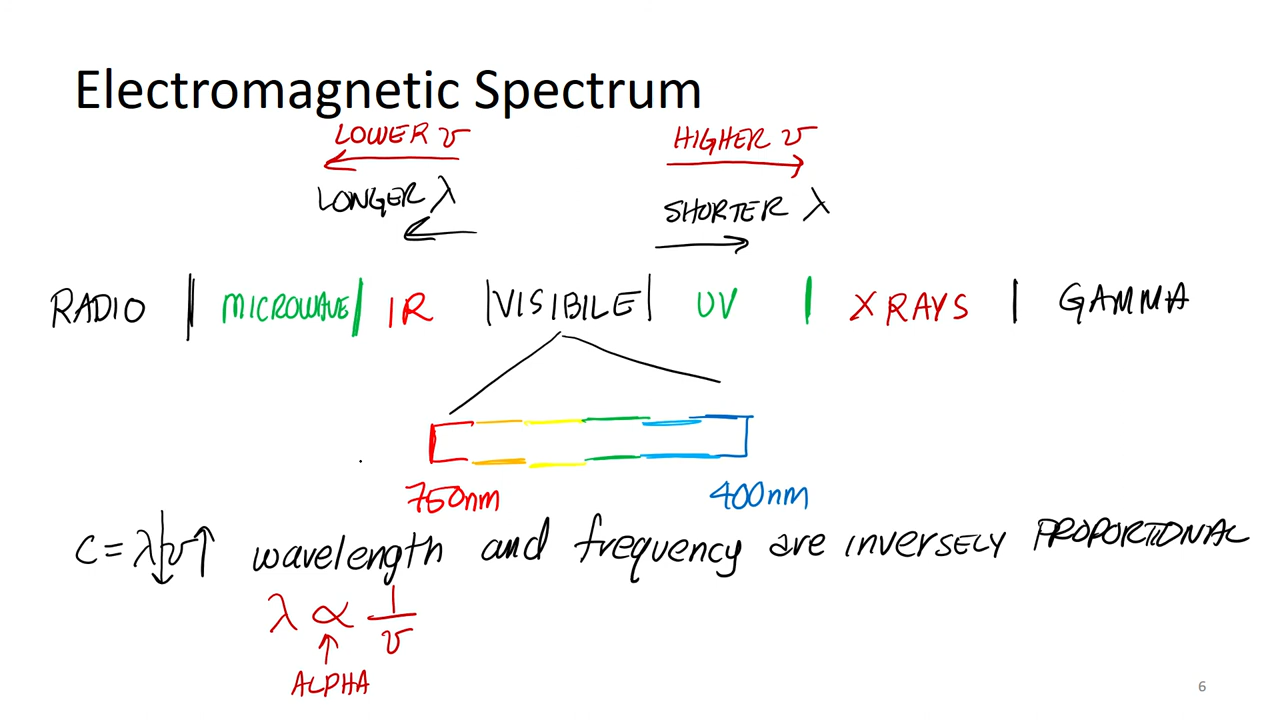 Electromagnetic Spectrum
LOWER ν HIGHER ν
LONGER λ SHORTER λ
RADIO | MICROWAVE | IR | VISIBILE | UV | X RAYS | GAMMA
750nm 400nm
C = λ↓ν↑ wavelength and frequency are inversely PROPORTIONAL
λ ∝ 1/ν
↑
ALPHA
6